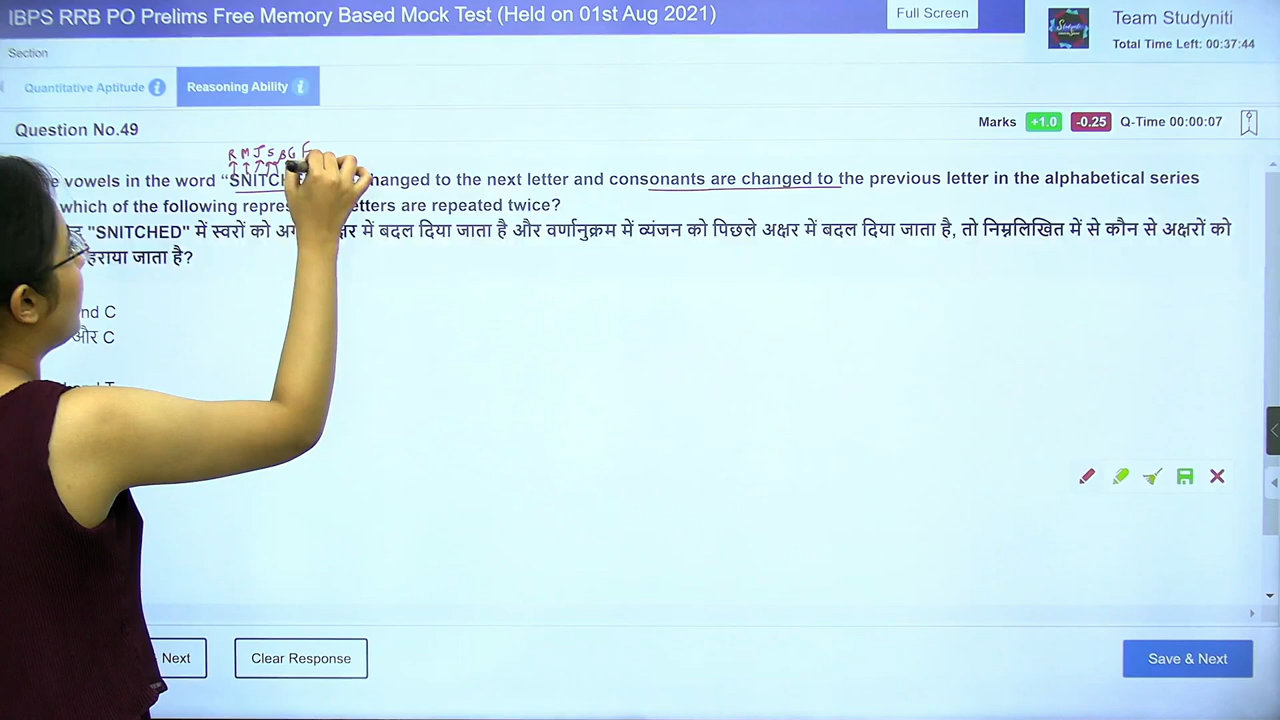 IBPS RRB PO Prelims Free Memory Based Mock Test (Held on 01st Aug 2021)
Full Screen
Team Studyniti
Total Time Left: 00:37:44
Section
Quantitative Aptitude i
Reasoning Ability i
Question No.49
Marks +1.0 -0.25 Q-Time 00:00:07
R M J S B G F
vowels in the word "SNITCH hanged to the next letter and consonants are changed to the previous letter in the alphabetical series
which of the following repres etters are repeated twice?
"SNITCHED" में स्वरों को अग क्षर में बदल दिया जाता है और वर्णानुक्रम में व्यंजन को पिछले अक्षर में बदल दिया जाता है, तो निम्नलिखित में से कौन से अक्षरों को
हराया जाता है?
nd C
और C
and T
Next
Clear Response
Save & Next